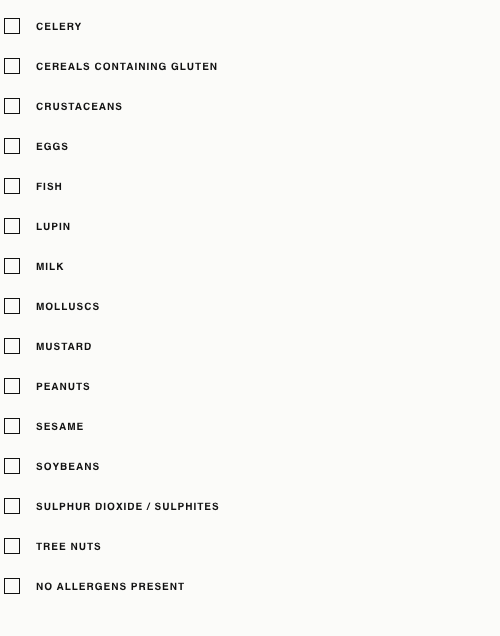 CELERY
CEREALS CONTAINING GLUTEN
CRUSTACEANS
EGGS
FISH
LUPIN
MILK
MOLLUSCS
MUSTARD
PEANUTS
SESAME
SOYBEANS
SULPHUR DIOXIDE / SULPHITES
TREE NUTS
NO ALLERGENS PRESENT